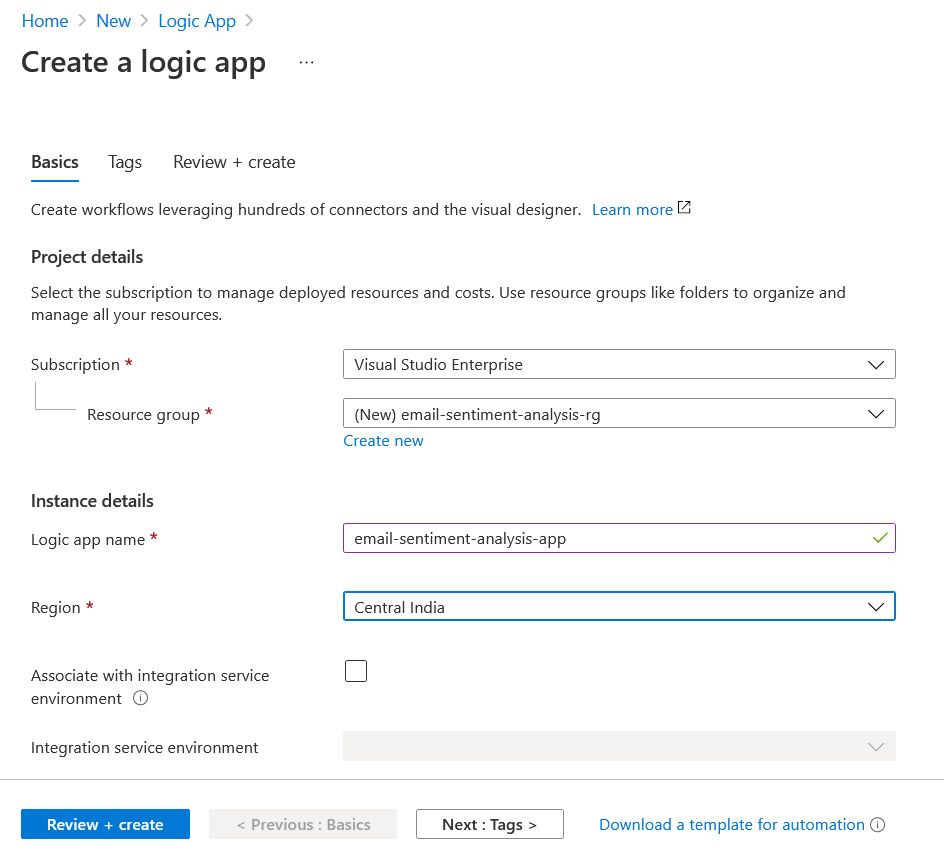 Home > New > Logic App >
Create a logic app ...
Basics Tags Review + create
Create workflows leveraging hundreds of connectors and the visual designer. Learn more
Project details
Select the subscription to manage deployed resources and costs. Use resource groups like folders to organize and
manage all your resources.
Subscription * Visual Studio Enterprise
Resource group * (New) email-sentiment-analysis-rg
Create new
Instance details
Logic app name * email-sentiment-analysis-app
Region * Central India
Associate with integration service
environment
Integration service environment
Review + create < Previous : Basics Next : Tags > Download a template for automation